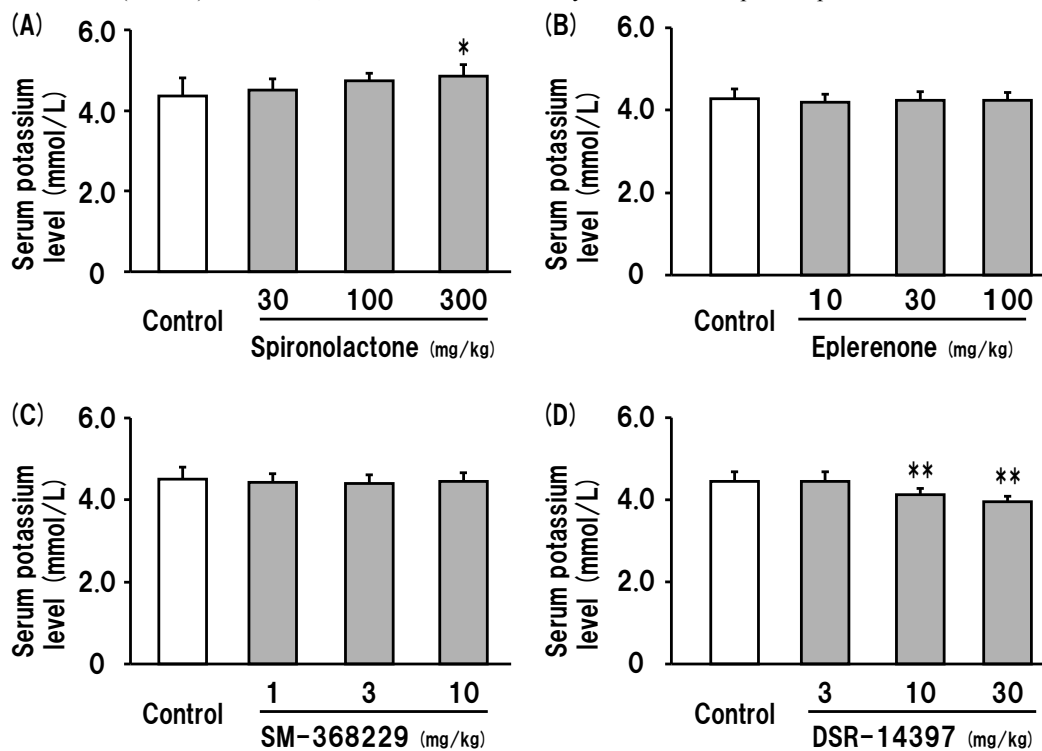 (A)
6.0
4.0
2.0
0
Serum potassium
level (mmol/L)
*
Control
30 100 300
Spironolactone (mg/kg)
(B)
6.0
4.0
2.0
0
Serum potassium
level (mmol/L)
Control
10 30 100
Eplerenone (mg/kg)
(C)
6.0
4.0
2.0
0
Serum potassium
level (mmol/L)
Control
1 3 10
SM-368229 (mg/kg)
(D)
6.0
4.0
2.0
0
Serum potassium
level (mmol/L)
** **
Control
3 10 30
DSR-14397 (mg/kg)